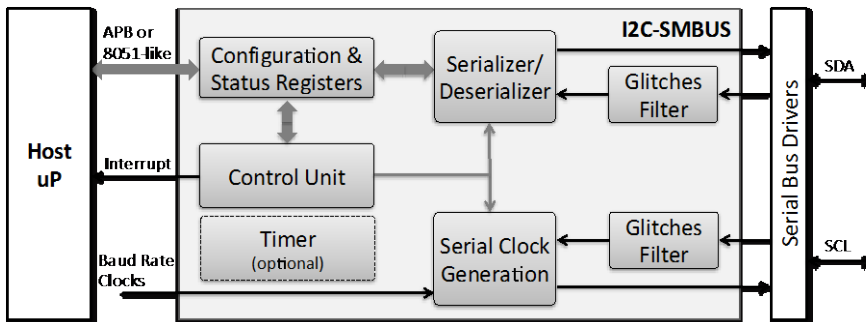 APB or
8051-like
I2C-SMBUS
Configuration &
Status Registers
Serializer/
Deserializer
Glitches
Filter
SDA
Host
uP
Interrupt
Control Unit
Serial Bus Drivers
Timer
(optional)
Serial Clock
Generation
Glitches
Filter
SCL
Baud Rate
Clocks